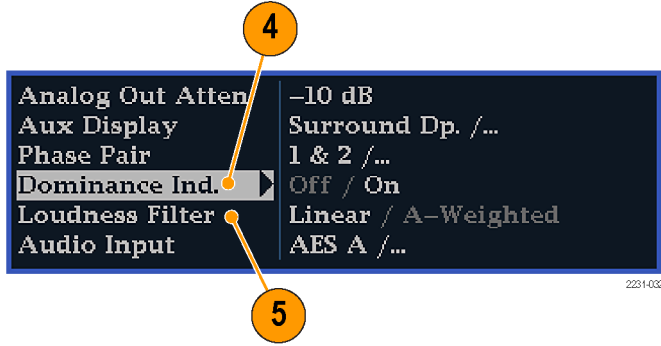 4
Analog Out Atten -10 dB
Aux Display Surround Dp. /...
Phase Pair 1 & 2 /...
Dominance Ind. Off / On
Loudness Filter Linear / A-Weighted
Audio Input AES A /...
2231-032
5